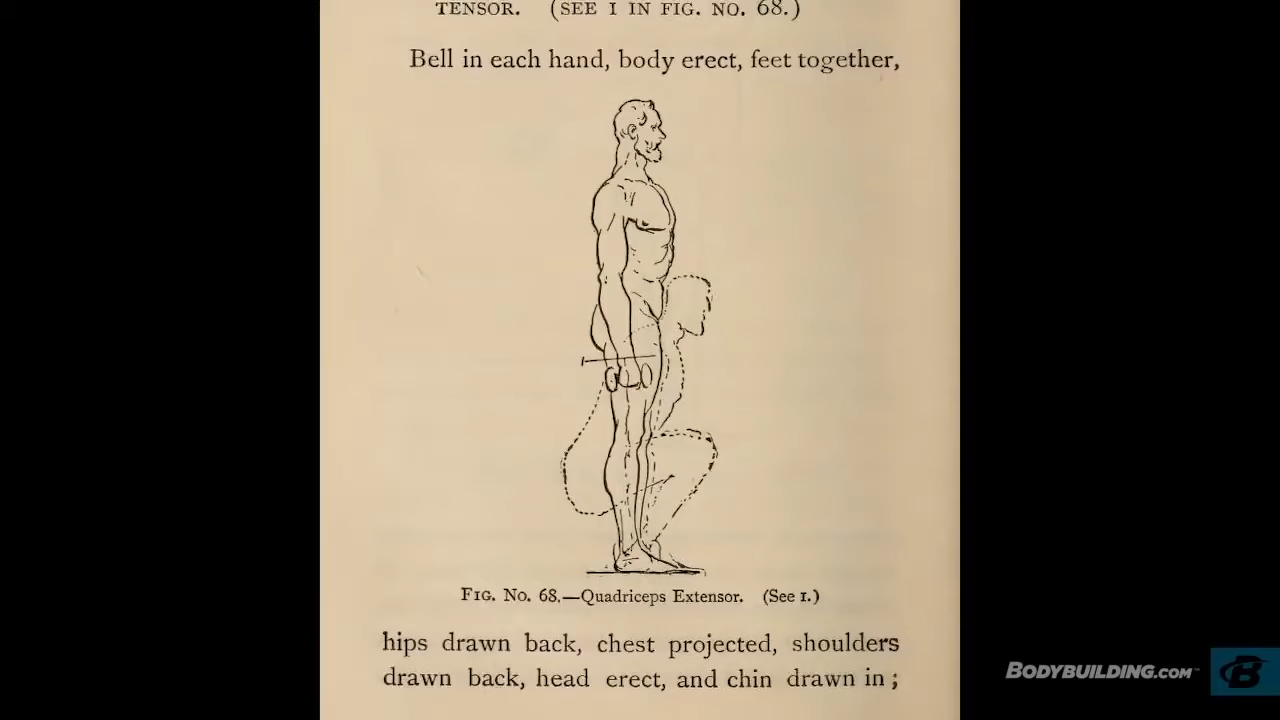 TENSOR. (SEE I IN FIG. NO. 68.)
Bell in each hand, body erect, feet together,
FIG. NO. 68.—Quadriceps Extensor. (See I.)
hips drawn back, chest projected, shoulders
drawn back, head erect, and chin drawn in ;
BODYBUILDING.COM™ B